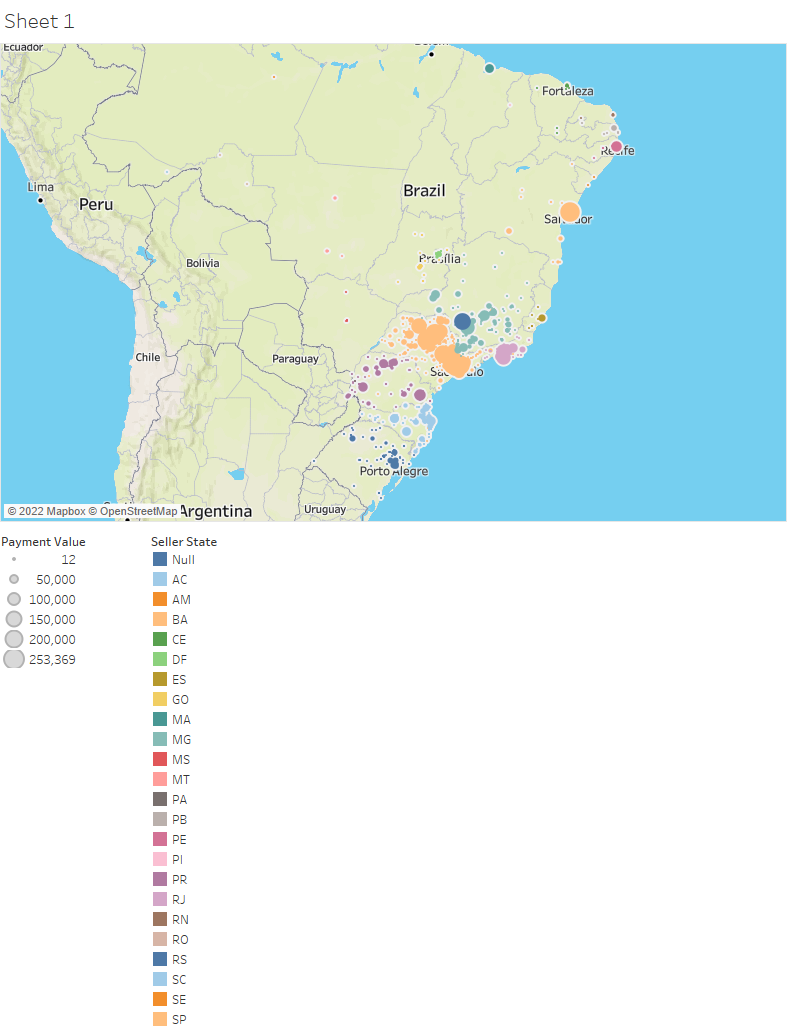 Sheet 1
Ecuador
Fortaleza
Recife
Lima
Peru
Brazil
Salvador
Bolivia
Brasília
Chile
Paraguay
São Paulo
Porto Alegre
Argentina
Uruguay
© 2022 Mapbox © OpenStreetMap
Payment Value
12
50,000
100,000
150,000
200,000
253,369
Seller State
Null
AC
AM
BA
CE
DF
ES
GO
MA
MG
MS
MT
PA
PB
PE
PI
PR
RJ
RN
RO
RS
SC
SE
SP